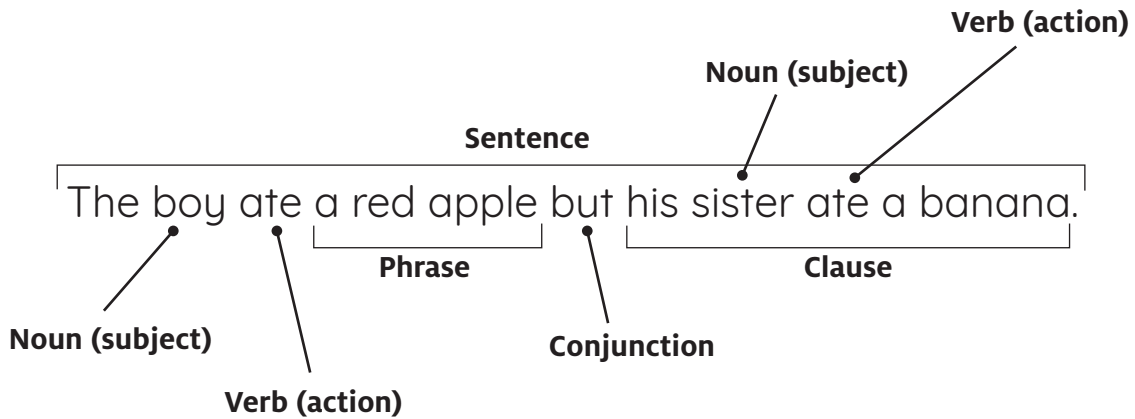 Verb (action)
Noun (subject)
Sentence
The boy ate a red apple but his sister ate a banana.
Phrase
Clause
Noun (subject)
Conjunction
Verb (action)